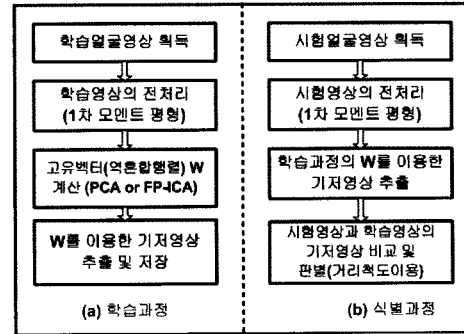 학습얼굴영상 획득
학습영상의 전처리
(1차 모멘트 평형)
고유벡터(역혼합행렬) W
계산 (PCA or FP-ICA)
W를 이용한 기저영상
추출 및 저장
(a) 학습과정
시험얼굴영상 획득
시험영상의 전처리
(1차 모멘트 평형)
학습과정의 W를 이용한
기저영상 추출
시험영상과 학습영상의
기저영상 비교 및
판별(거리척도이용)
(b) 식별과정